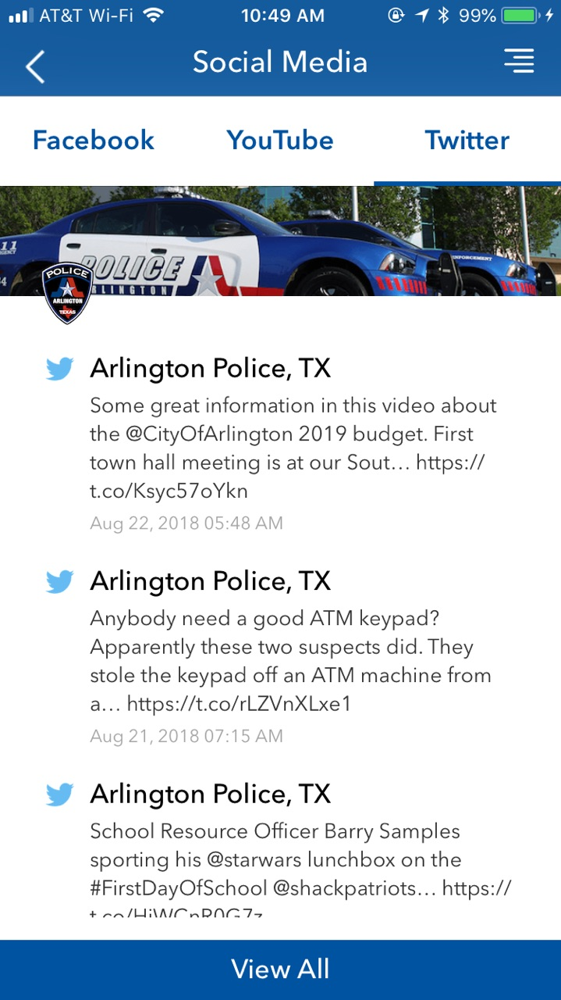 AT&T Wi-Fi 10:49 AM 99%
Social Media
Facebook YouTube Twitter
POLICE
ARLINGTON
11
ENFORCEMENT
POLICE
ARLINGTON
TEXAS
Arlington Police, TX
Some great information in this video about
the @CityOfArlington 2019 budget. First
town hall meeting is at our Sout... https://
t.co/Ksyc57oYkn
Aug 22, 2018 05:48 AM
Arlington Police, TX
Anybody need a good ATM keypad?
Apparently these two suspects did. They
stole the keypad off an ATM machine from
a... https://t.co/rLZVnXLxe1
Aug 21, 2018 07:15 AM
Arlington Police, TX
School Resource Officer Barry Samples
sporting his @starwars lunchbox on the
#FirstDayOfSchool @shackpatriots... https://
View All